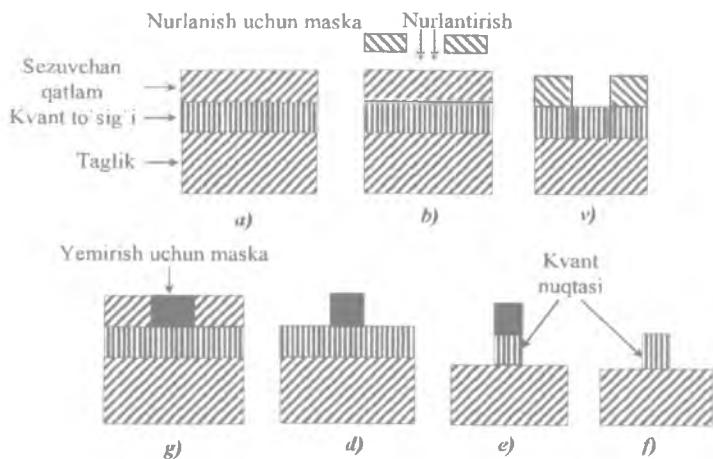 Nurlanish uchun maska
Nurlantirish
Sezuvchan
qatlam
Kvant to`sig`i
Taglik
a)
b)
v)
Yemirish uchun maska
Kvant
nuqtasi
g)
d)
e)
f)